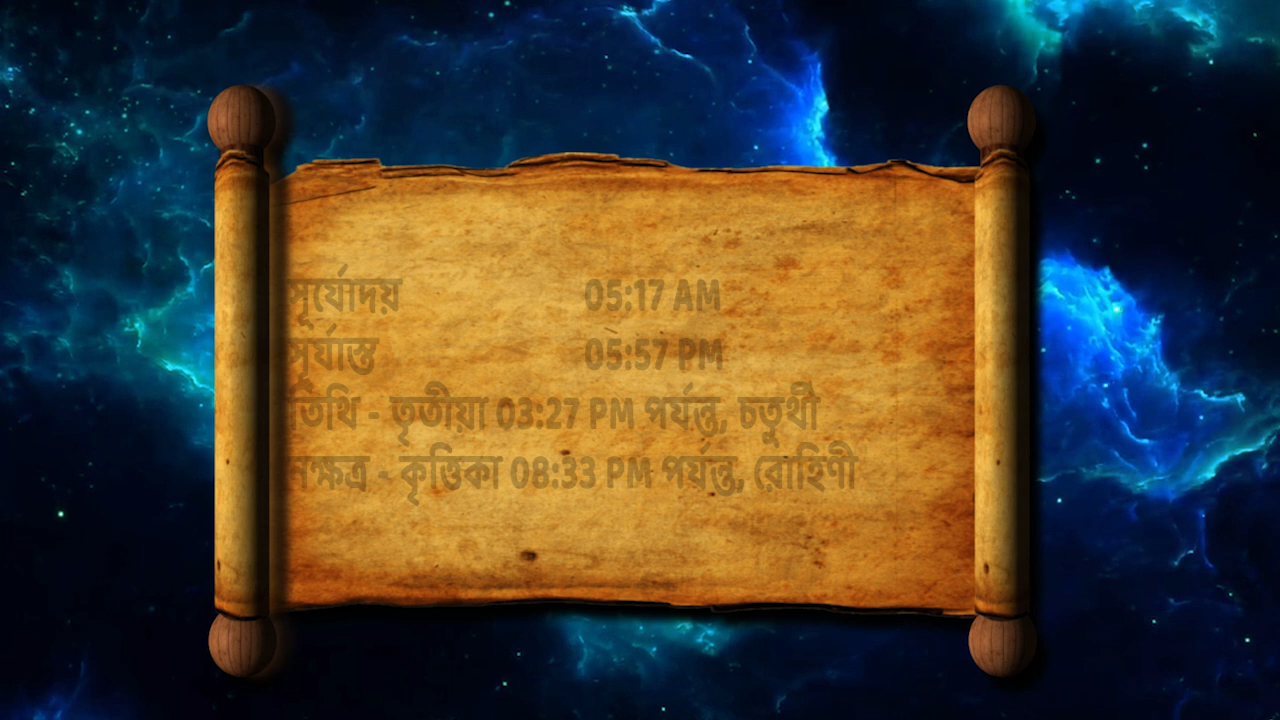 সূর্যোদয় 05:17 AM
সূর্যাস্ত 05:57 PM
তিথি - তৃতীয়া 03:27 PM পর্যন্ত, চতুর্থী
নক্ষত্র - কৃত্তিকা 08:33 PM পর্যন্ত, রোহিণী